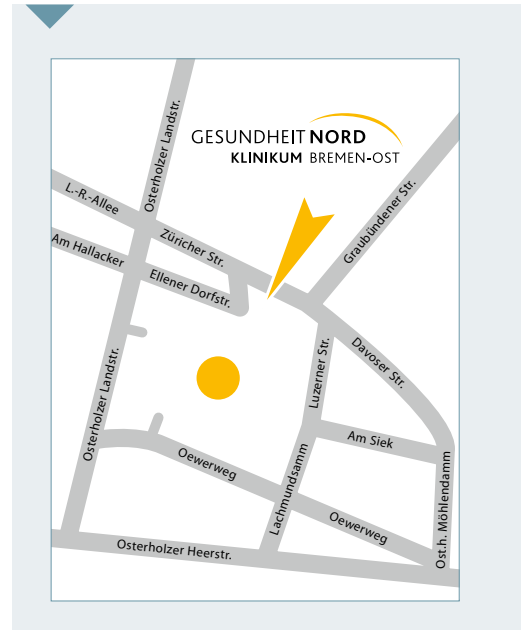 GESUNDHEIT NORD
KLINIKUM BREMEN-OST
Osterholzer Landstr.
L.-R.-Allee
Züricher Str.
Graubündener Str.
Am Hallacker
Ellener Dorfstr.
Osterholzer Landstr.
Luzerner Str.
Davoser Str.
Am Siek
Oewerweg
Lachmundsamm
Oewerweg
Ost.h. Möhlendamm
Osterholzer Heerstr.